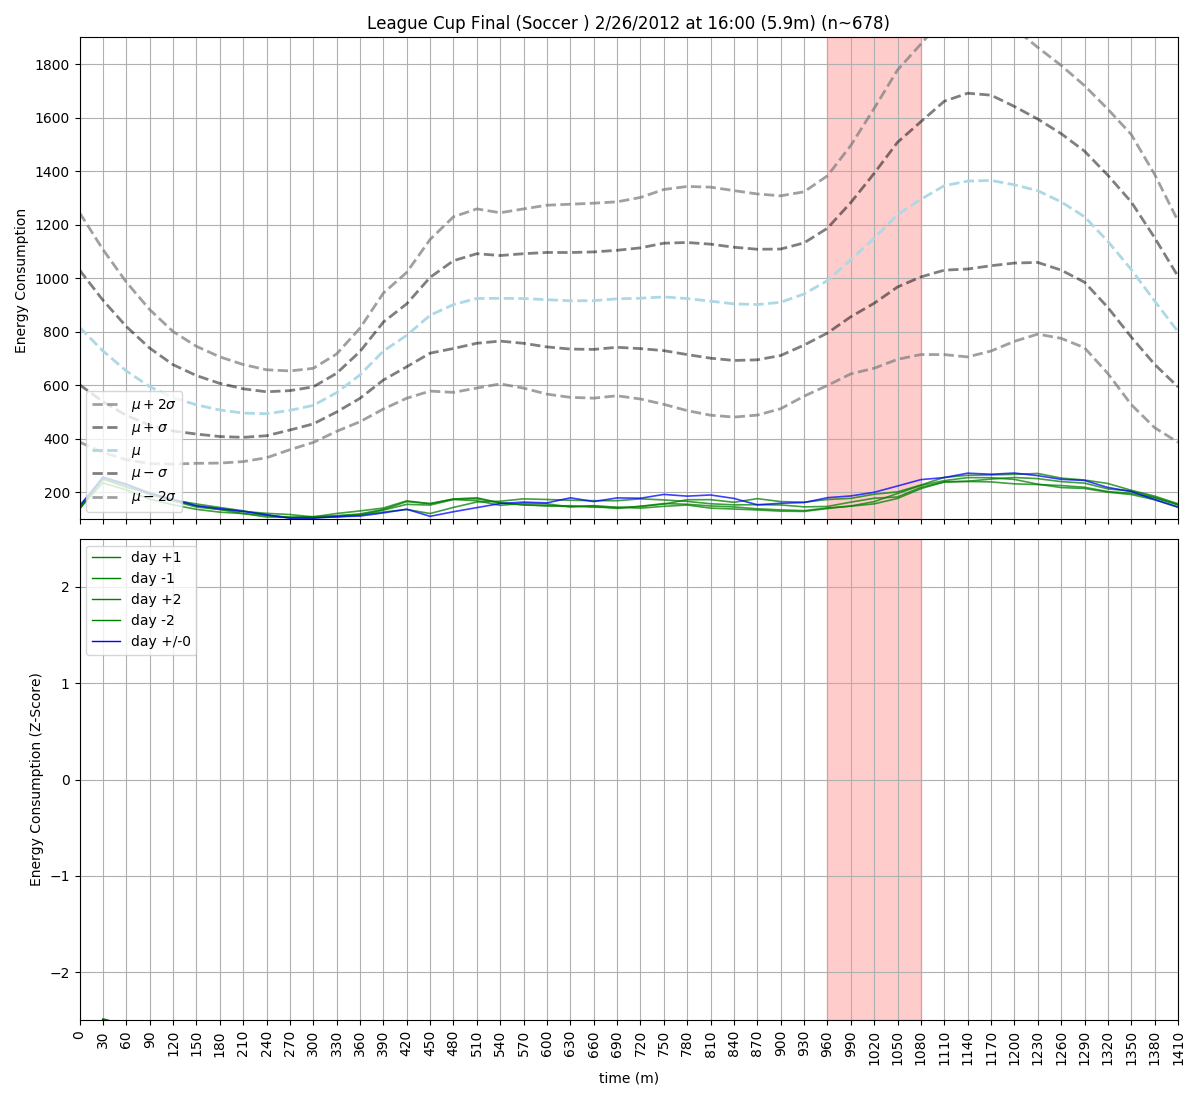 League Cup Final (Soccer ) 2/26/2012 at 16:00 (5.9m) (n~678)
1800
1600
1400
1200
1000
800
600
400
200
Energy Consumption
μ + 2σ
μ + σ
μ
μ − σ
μ − 2σ
day +1
day -1
day +2
day -2
day +/-0
2
1
0
−1
−2
Energy Consumption (Z-Score)
0 30 60 90 120 150 180 210 240 270 300 330 360 390 420 450 480 510 540 570 600 630 660 690 720 750 780 810 840 870 900 930 960 990 1020 1050 1080 1110 1140 1170 1200 1230 1260 1290 1320 1350 1380 1410
time (m)